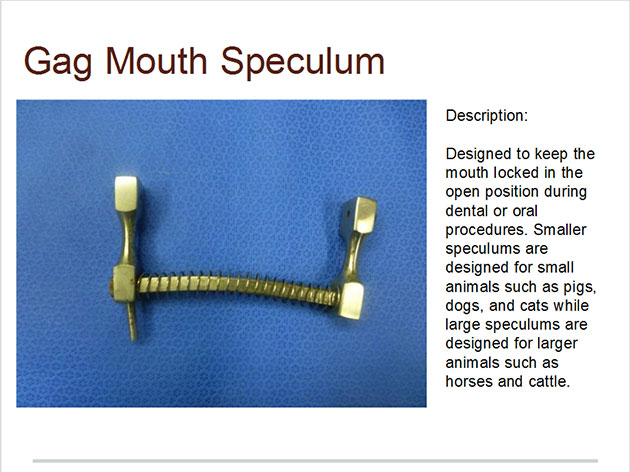 Gag Mouth Speculum
Description:
Designed to keep the
mouth locked in the
open position during
dental or oral
procedures. Smaller
speculums are
designed for small
animals such as pigs,
dogs, and cats while
large speculums are
designed for larger
animals such as
horses and cattle.